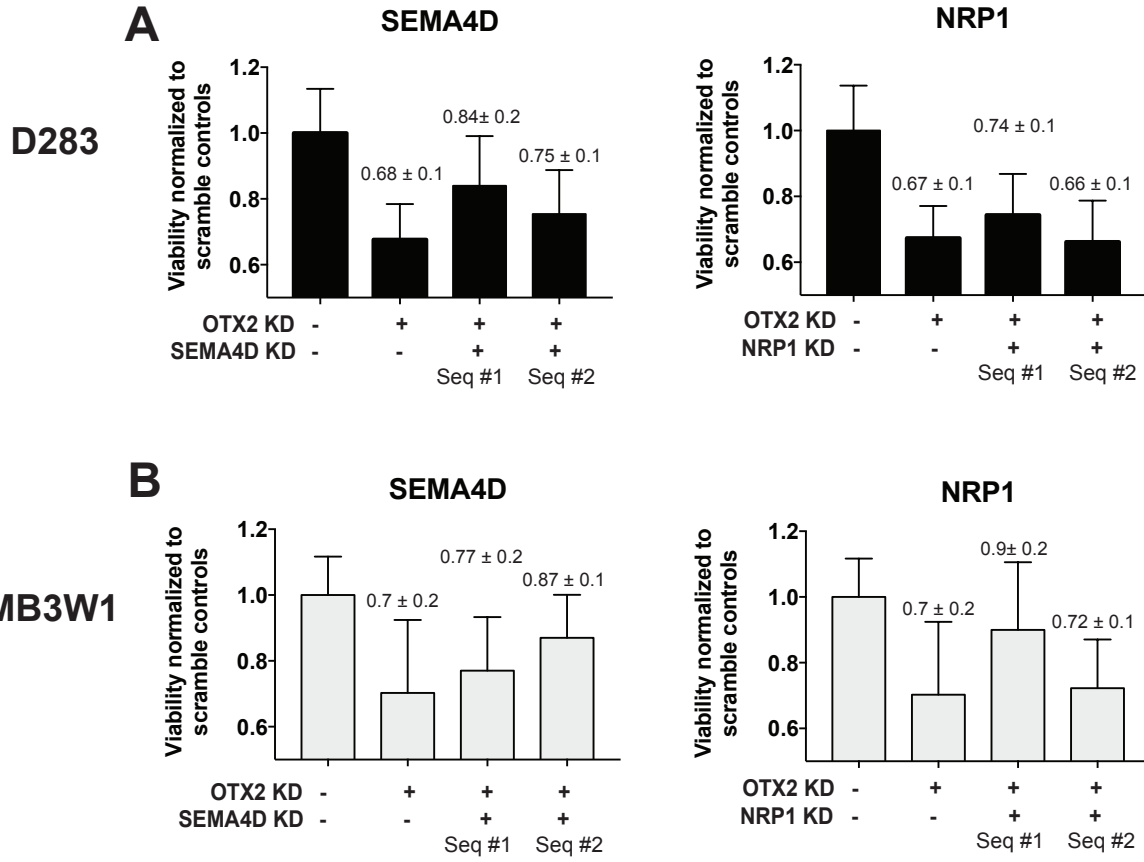 A
SEMA4D
NRP1
D283
Viability normalized to
scramble controls
1.2
1.0
0.8
0.6
0.68 ± 0.1
0.84± 0.2
0.75 ± 0.1
OTX2 KD - + + +
SEMA4D KD - - + +
Seq #1 Seq #2
Viability normalized to
scramble controls
1.2
1.0
0.8
0.6
0.67 ± 0.1
0.74 ± 0.1
0.66 ± 0.1
OTX2 KD - + + +
NRP1 KD - - + +
Seq #1 Seq #2
B
SEMA4D
NRP1
MB3W1
Viability normalized to
scramble controls
1.2
1.0
0.8
0.6
0.7 ± 0.2
0.77 ± 0.2
0.87 ± 0.1
OTX2 KD - + + +
SEMA4D KD - - + +
Seq #1 Seq #2
Viability normalized to
scramble controls
1.2
1.0
0.8
0.6
0.7 ± 0.2
0.9± 0.2
0.72 ± 0.1
OTX2 KD - + + +
NRP1 KD - - + +
Seq #1 Seq #2